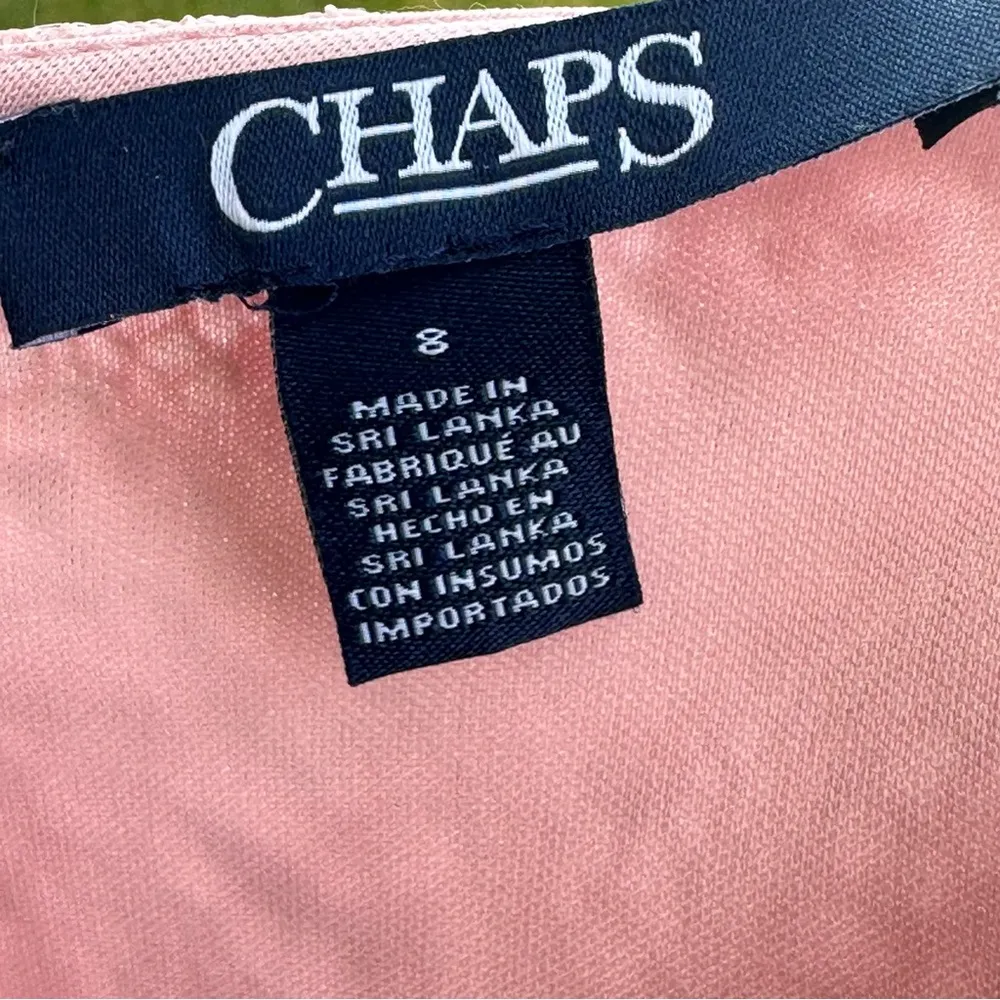 CHAPS
8
MADE IN
SRI LANKA
FABRIQUÉ AU
SRI LANKA
HECHO EN
SRI LANKA
CON INSUMOS
IMPORTADOS